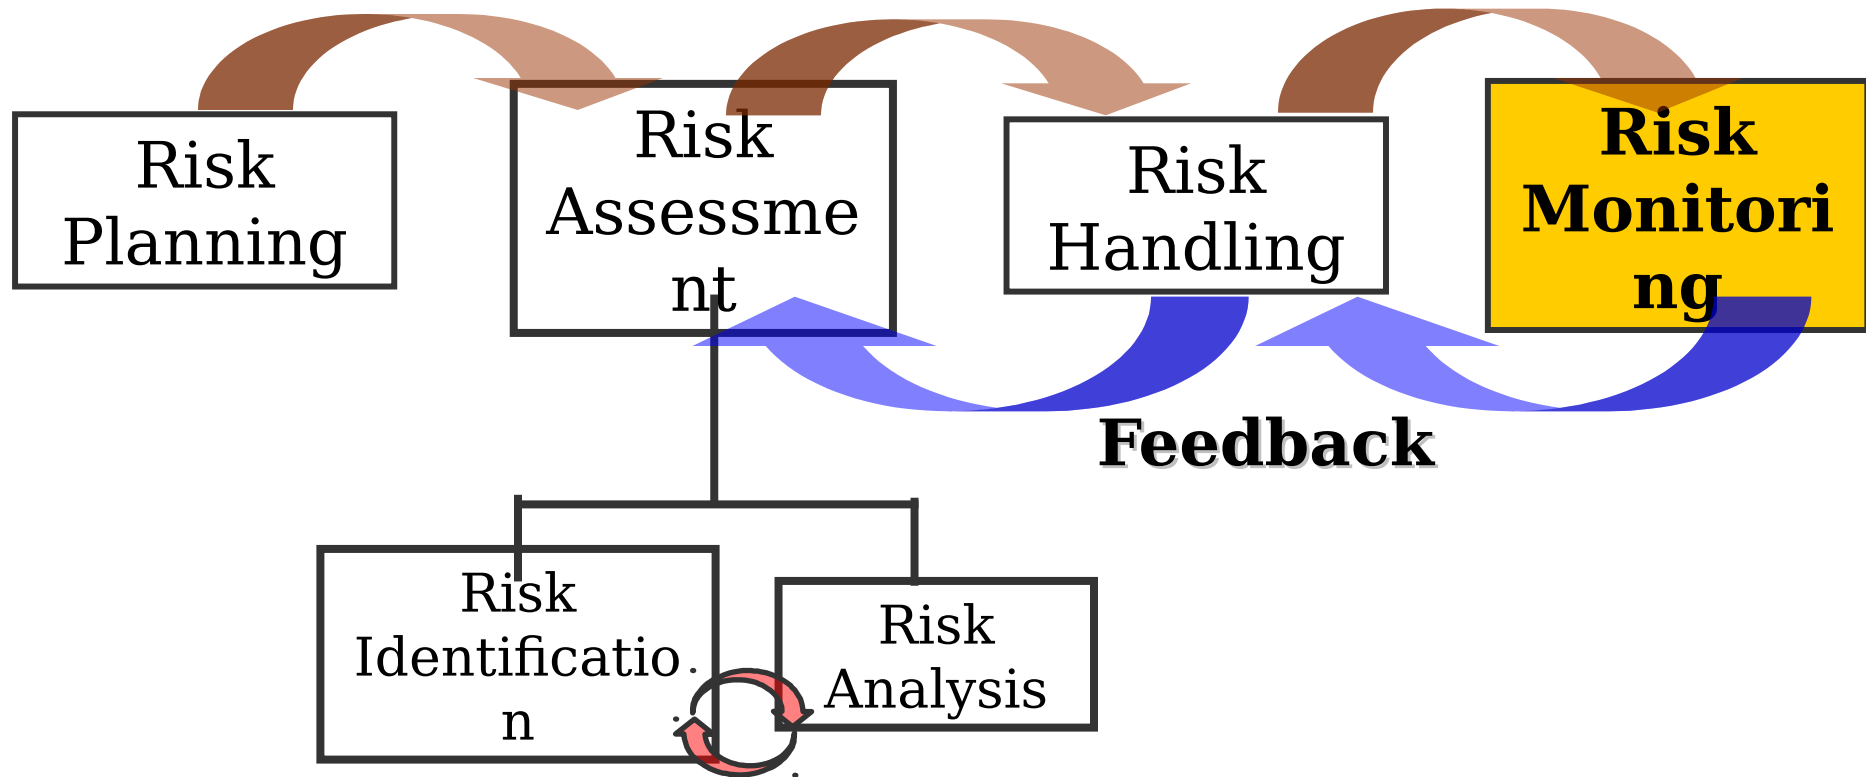 Risk
Planning
Risk
Assessme
nt
Risk
Handling
Risk
Monitori
ng
Feedback
Risk
Identificatio
n
Risk
Analysis